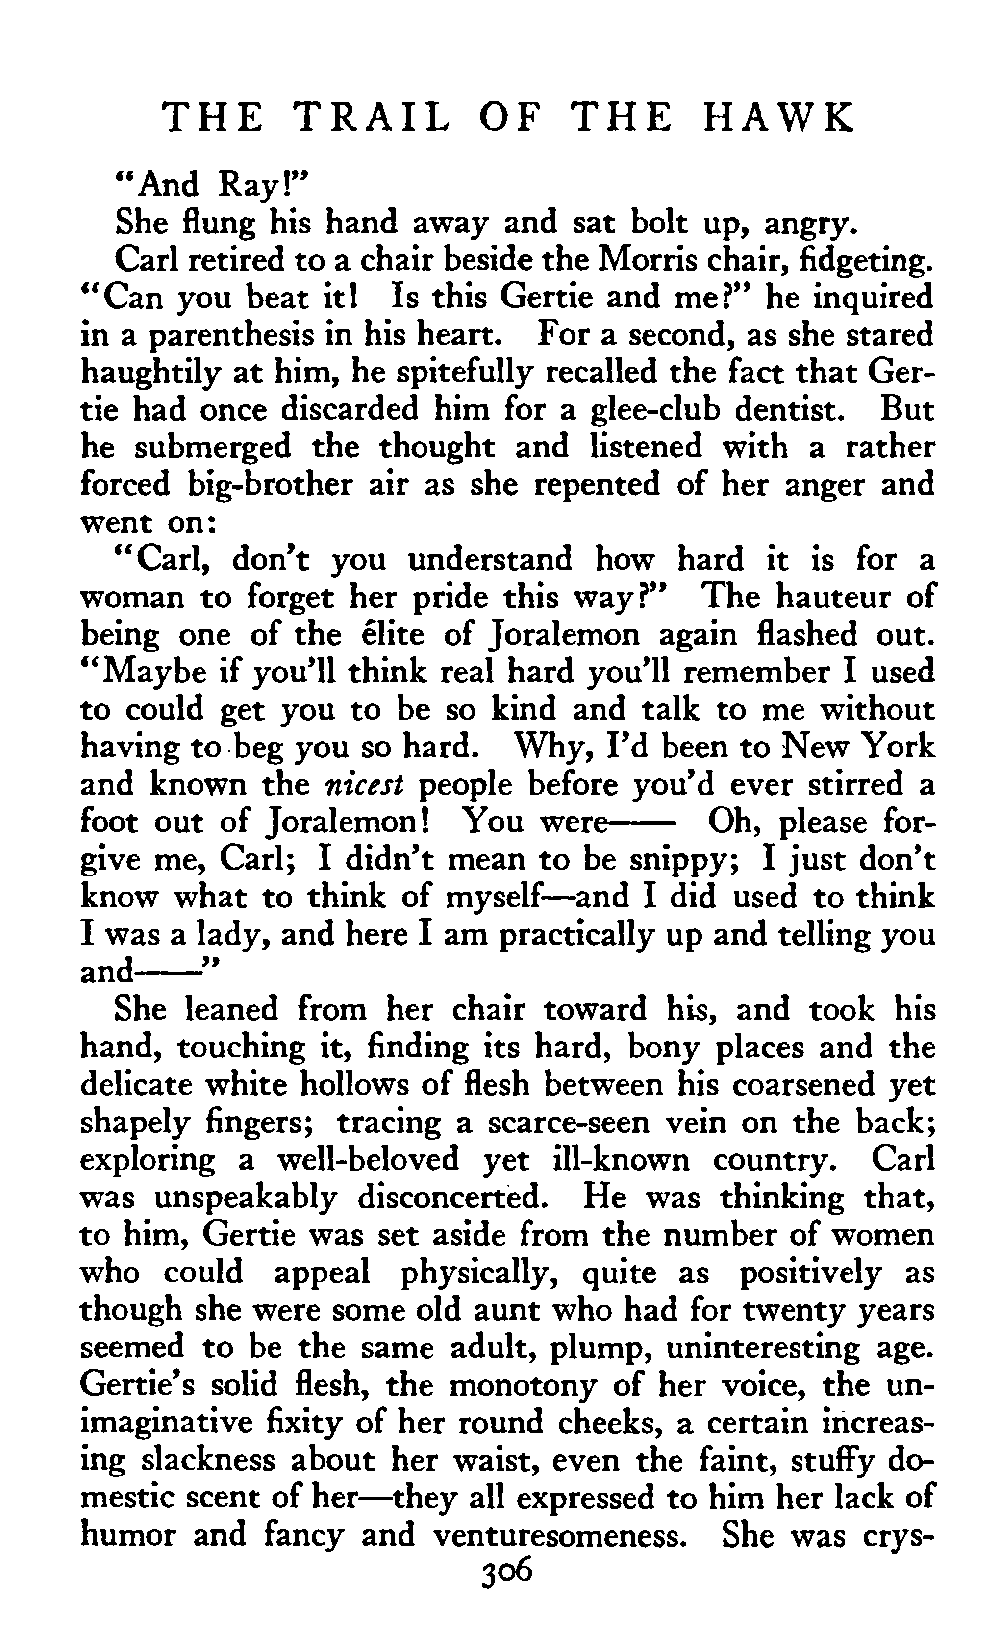 THE TRAIL OF THE HAWK
"And Ray!"
She flung his hand away and sat bolt up, angry.
Carl retired to a chair beside the Morris chair, fidgeting.
"Can you beat it! Is this Gertie and me?" he inquired
in a parenthesis in his heart. For a second, as she stared
haughtily at him, he spitefully recalled the fact that Ger-
tie had once discarded him for a glee-club dentist. But
he submerged the thought and listened with a rather
forced big-brother air as she repented of her anger and
went on:
"Carl, don't you understand how hard it is for a
woman to forget her pride this way?" The hauteur of
being one of the élite of Joralemon again flashed out.
"Maybe if you'll think real hard you'll remember I used
to could get you to be so kind and talk to me without
having to beg you so hard. Why, I'd been to New York
and known the nicest people before you'd ever stirred a
foot out of Joralemon! You were—— Oh, please for-
give me, Carl; I didn't mean to be snippy; I just don't
know what to think of myself—and I did used to think
I was a lady, and here I am practically up and telling you
and——"
She leaned from her chair toward his, and took his
hand, touching it, finding its hard, bony places and the
delicate white hollows of flesh between his coarsened yet
shapely fingers; tracing a scarce-seen vein on the back;
exploring a well-beloved yet ill-known country. Carl
was unspeakably disconcerted. He was thinking that,
to him, Gertie was set aside from the number of women
who could appeal physically, quite as positively as
though she were some old aunt who had for twenty years
seemed to be the same adult, plump, uninteresting age.
Gertie's solid flesh, the monotony of her voice, the un-
imaginative fixity of her round cheeks, a certain increas-
ing slackness about her waist, even the faint, stuffy do-
mestic scent of her—they all expressed to him her lack of
humor and fancy and venturesomeness. She was crys-
306